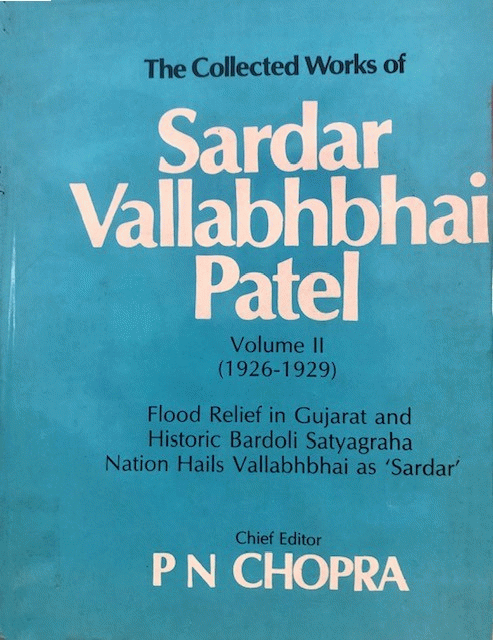 The Collected Works of
Sardar
Vallabhbhai
Patel
Volume II
(1926-1929)
Flood Relief in Gujarat and
Historic Bardoli Satyagraha
Nation Hails Vallabhbhai as ‘Sardar’
Chief Editor
P N CHOPRA